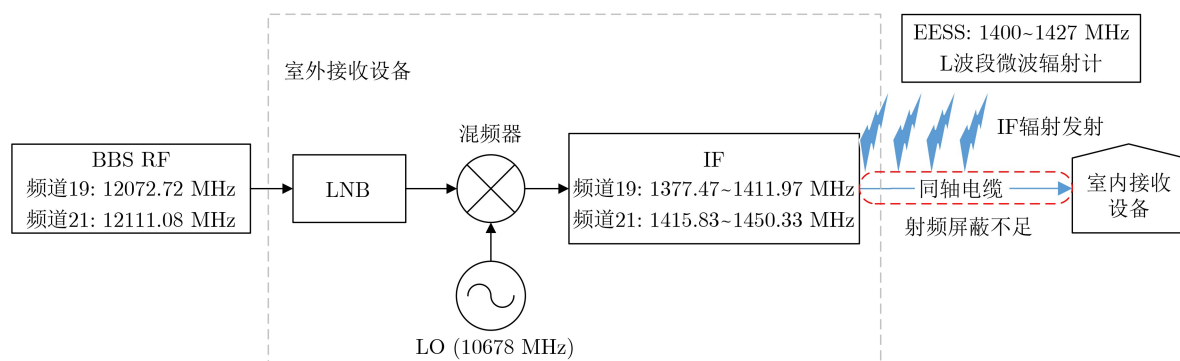 EESS: 1400~1427 MHz
L波段微波辐射计
室外接收设备
IF辐射发射
混频器
BBS RF
频道19: 12072.72 MHz
频道21: 12111.08 MHz
LNB
IF
频道19: 1377.47~1411.97 MHz
频道21: 1415.83~1450.33 MHz
同轴电缆
射频屏蔽不足
室内接收
设备
LO (10678 MHz)